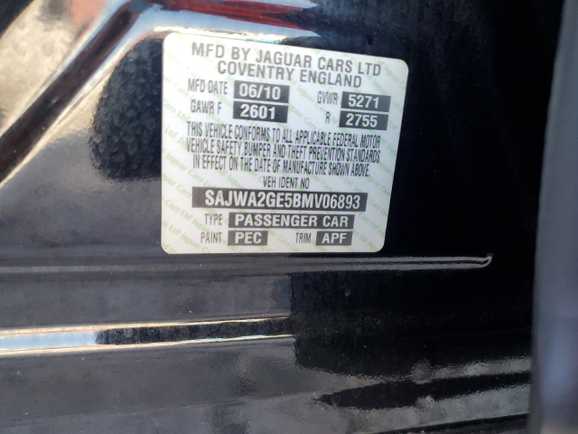 MFD BY JAGUAR CARS LTD
COVENTRY ENGLAND
MFD DATE 06/10 GVWR 5271
GAWR F 2601 R 2755
THIS VEHICLE CONFORMS TO ALL APPLICABLE FEDERAL MOTOR
VEHICLE SAFETY, BUMPER AND THEFT PREVENTION STANDARDS
IN EFFECT ON THE DATE OF MANUFACTURE SHOWN ABOVE.
VEH IDENT NO
SAJWA2GE5BMV06893
TYPE PASSENGER CAR
PAINT PEC TRIM APF